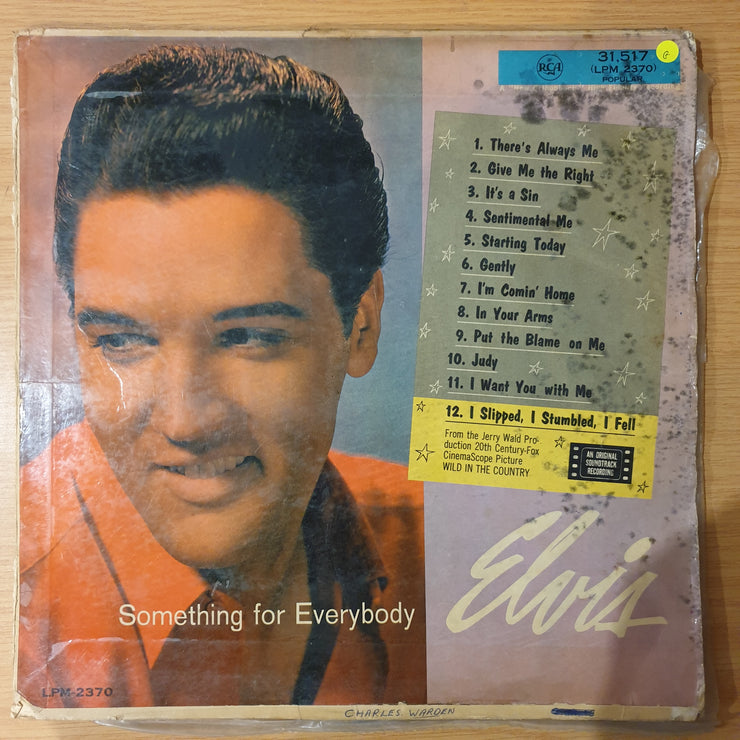 31,517
G
RCA
(LPM 2370)
POPULAR
1. There's Always Me
2. Give Me the Right
3. It's a Sin
4. Sentimental Me
5. Starting Today
6. Gently
7. I'm Comin' Home
8. In Your Arms
9. Put the Blame on Me
10. Judy
11. I Want You with Me
12. I Slipped, I Stumbled, I Fell
From the Jerry Wald Pro-
duction 20th Century-Fox
CinemaScope Picture
WILD IN THE COUNTRY
AN ORIGINAL
SOUNDTRACK
RECORDING
Elvis
Something for Everybody
LPM-2370
CHARLES WARDEN